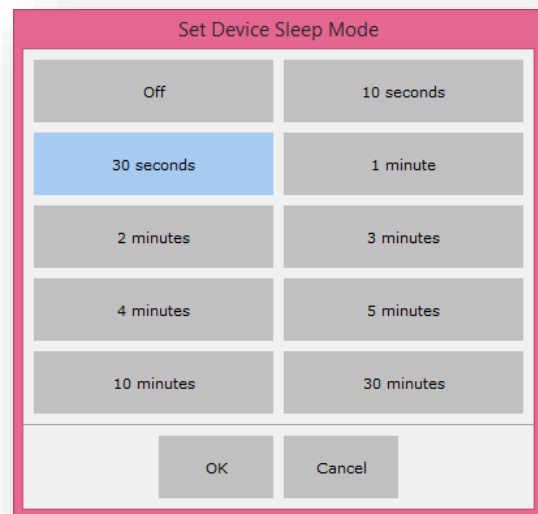 Set Device Sleep Mode
Off
10 seconds
30 seconds
1 minute
2 minutes
3 minutes
4 minutes
5 minutes
10 minutes
30 minutes
OK
Cancel